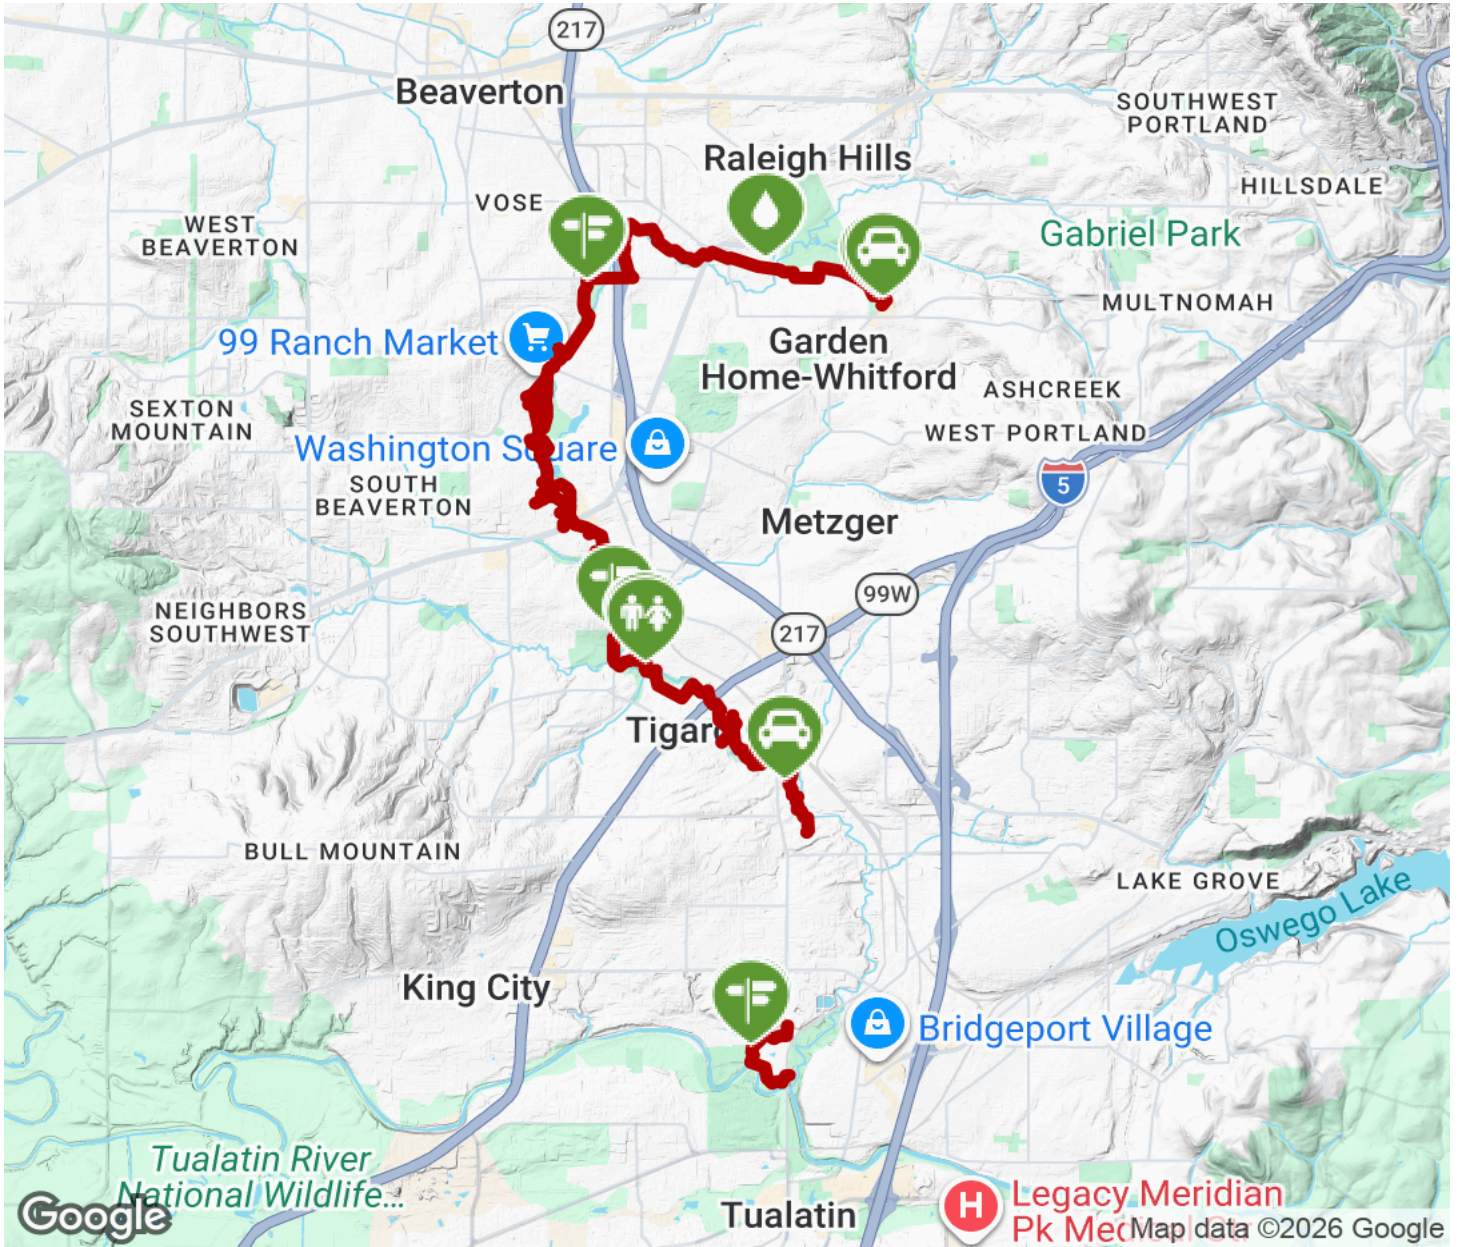 217
Beaverton
SOUTHWEST
PORTLAND
Raleigh Hills
HILLSDALE
VOSE
WEST
BEAVERTON
Gabriel Park
MULTNOMAH
99 Ranch Market
Garden
Home-Whitford
ASHCREEK
SEXTON
MOUNTAIN
WEST PORTLAND
Washington Square
5
SOUTH
BEAVERTON
Metzger
99W
NEIGHBORS
SOUTHWEST
217
Tigard
BULL MOUNTAIN
LAKE GROVE
Oswego Lake
King City
Bridgeport Village
Tualatin River
National Wildlife...
H
Legacy Meridian
Pk Medical Ctr
Tualatin
Google
Map data ©2026 Google